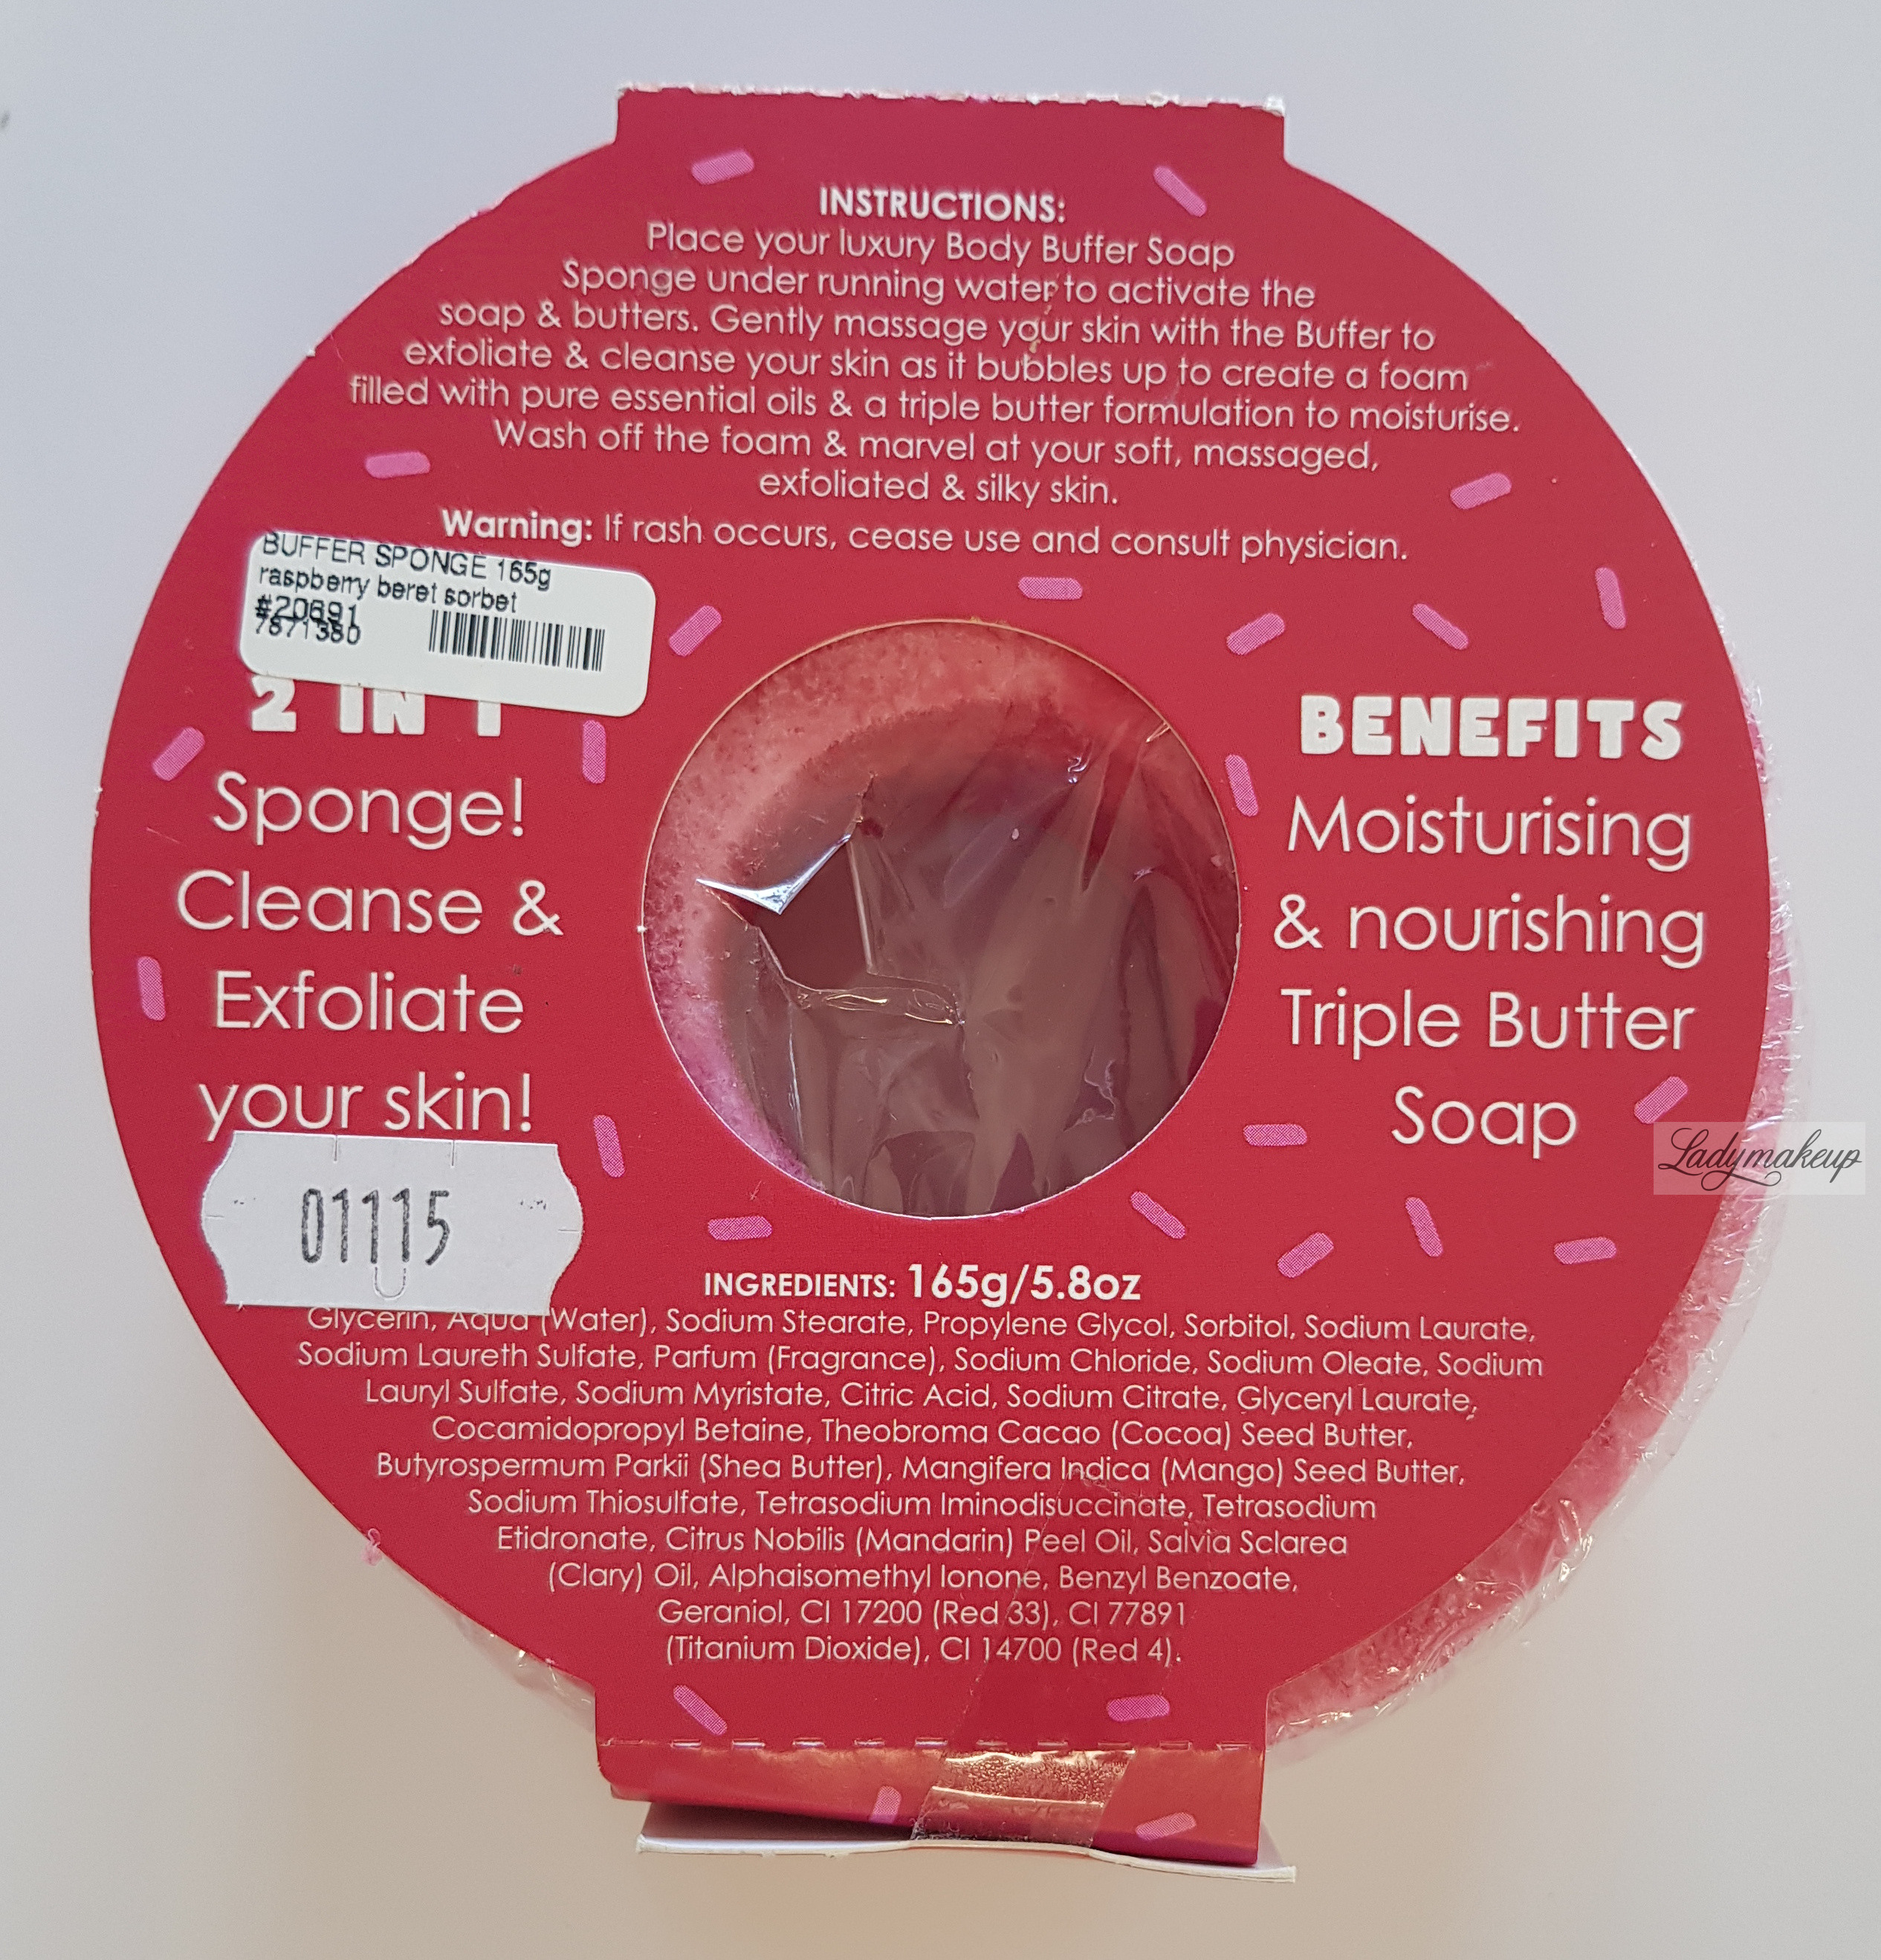 INSTRUCTIONS:
Place your luxury Body Buffer Soap
Sponge under running water to activate the
soap & butters. Gently massage your skin with the Buffer to
exfoliate & cleanse your skin as it bubbles up to create a foam
filled with pure essential oils & a triple butter formulation to moisturise.
Wash off the foam & marvel at your soft, massaged,
exfoliated & silky skin.
Warning: If rash occurs, cease use and consult physician.
BUFFER SPONGE 165g
raspberry beret sorbet
#20691
7871380
2 IN 1
Sponge!
Cleanse &
Exfoliate
your skin!
01115
BENEFITS
Moisturising
& nourishing
Triple Butter
Soap
Ladymakeup
INGREDIENTS: 165g/5.8oz
Glycerin, Aqua (Water), Sodium Stearate, Propylene Glycol, Sorbitol, Sodium Laurate,
Sodium Laureth Sulfate, Parfum (Fragrance), Sodium Chloride, Sodium Oleate, Sodium
Lauryl Sulfate, Sodium Myristate, Citric Acid, Sodium Citrate, Glyceryl Laurate,
Cocamidopropyl Betaine, Theobroma Cacao (Cocoa) Seed Butter,
Butyrospermum Parkii (Shea Butter), Mangifera Indica (Mango) Seed Butter,
Sodium Thiosulfate, Tetrasodium Iminodisuccinate, Tetrasodium
Etidronate, Citrus Nobilis (Mandarin) Peel Oil, Salvia Sclarea
(Clary) Oil, Alphaisomethyl Ionone, Benzyl Benzoate,
Geraniol, CI 17200 (Red 33), CI 77891
(Titanium Dioxide), CI 14700 (Red 4).